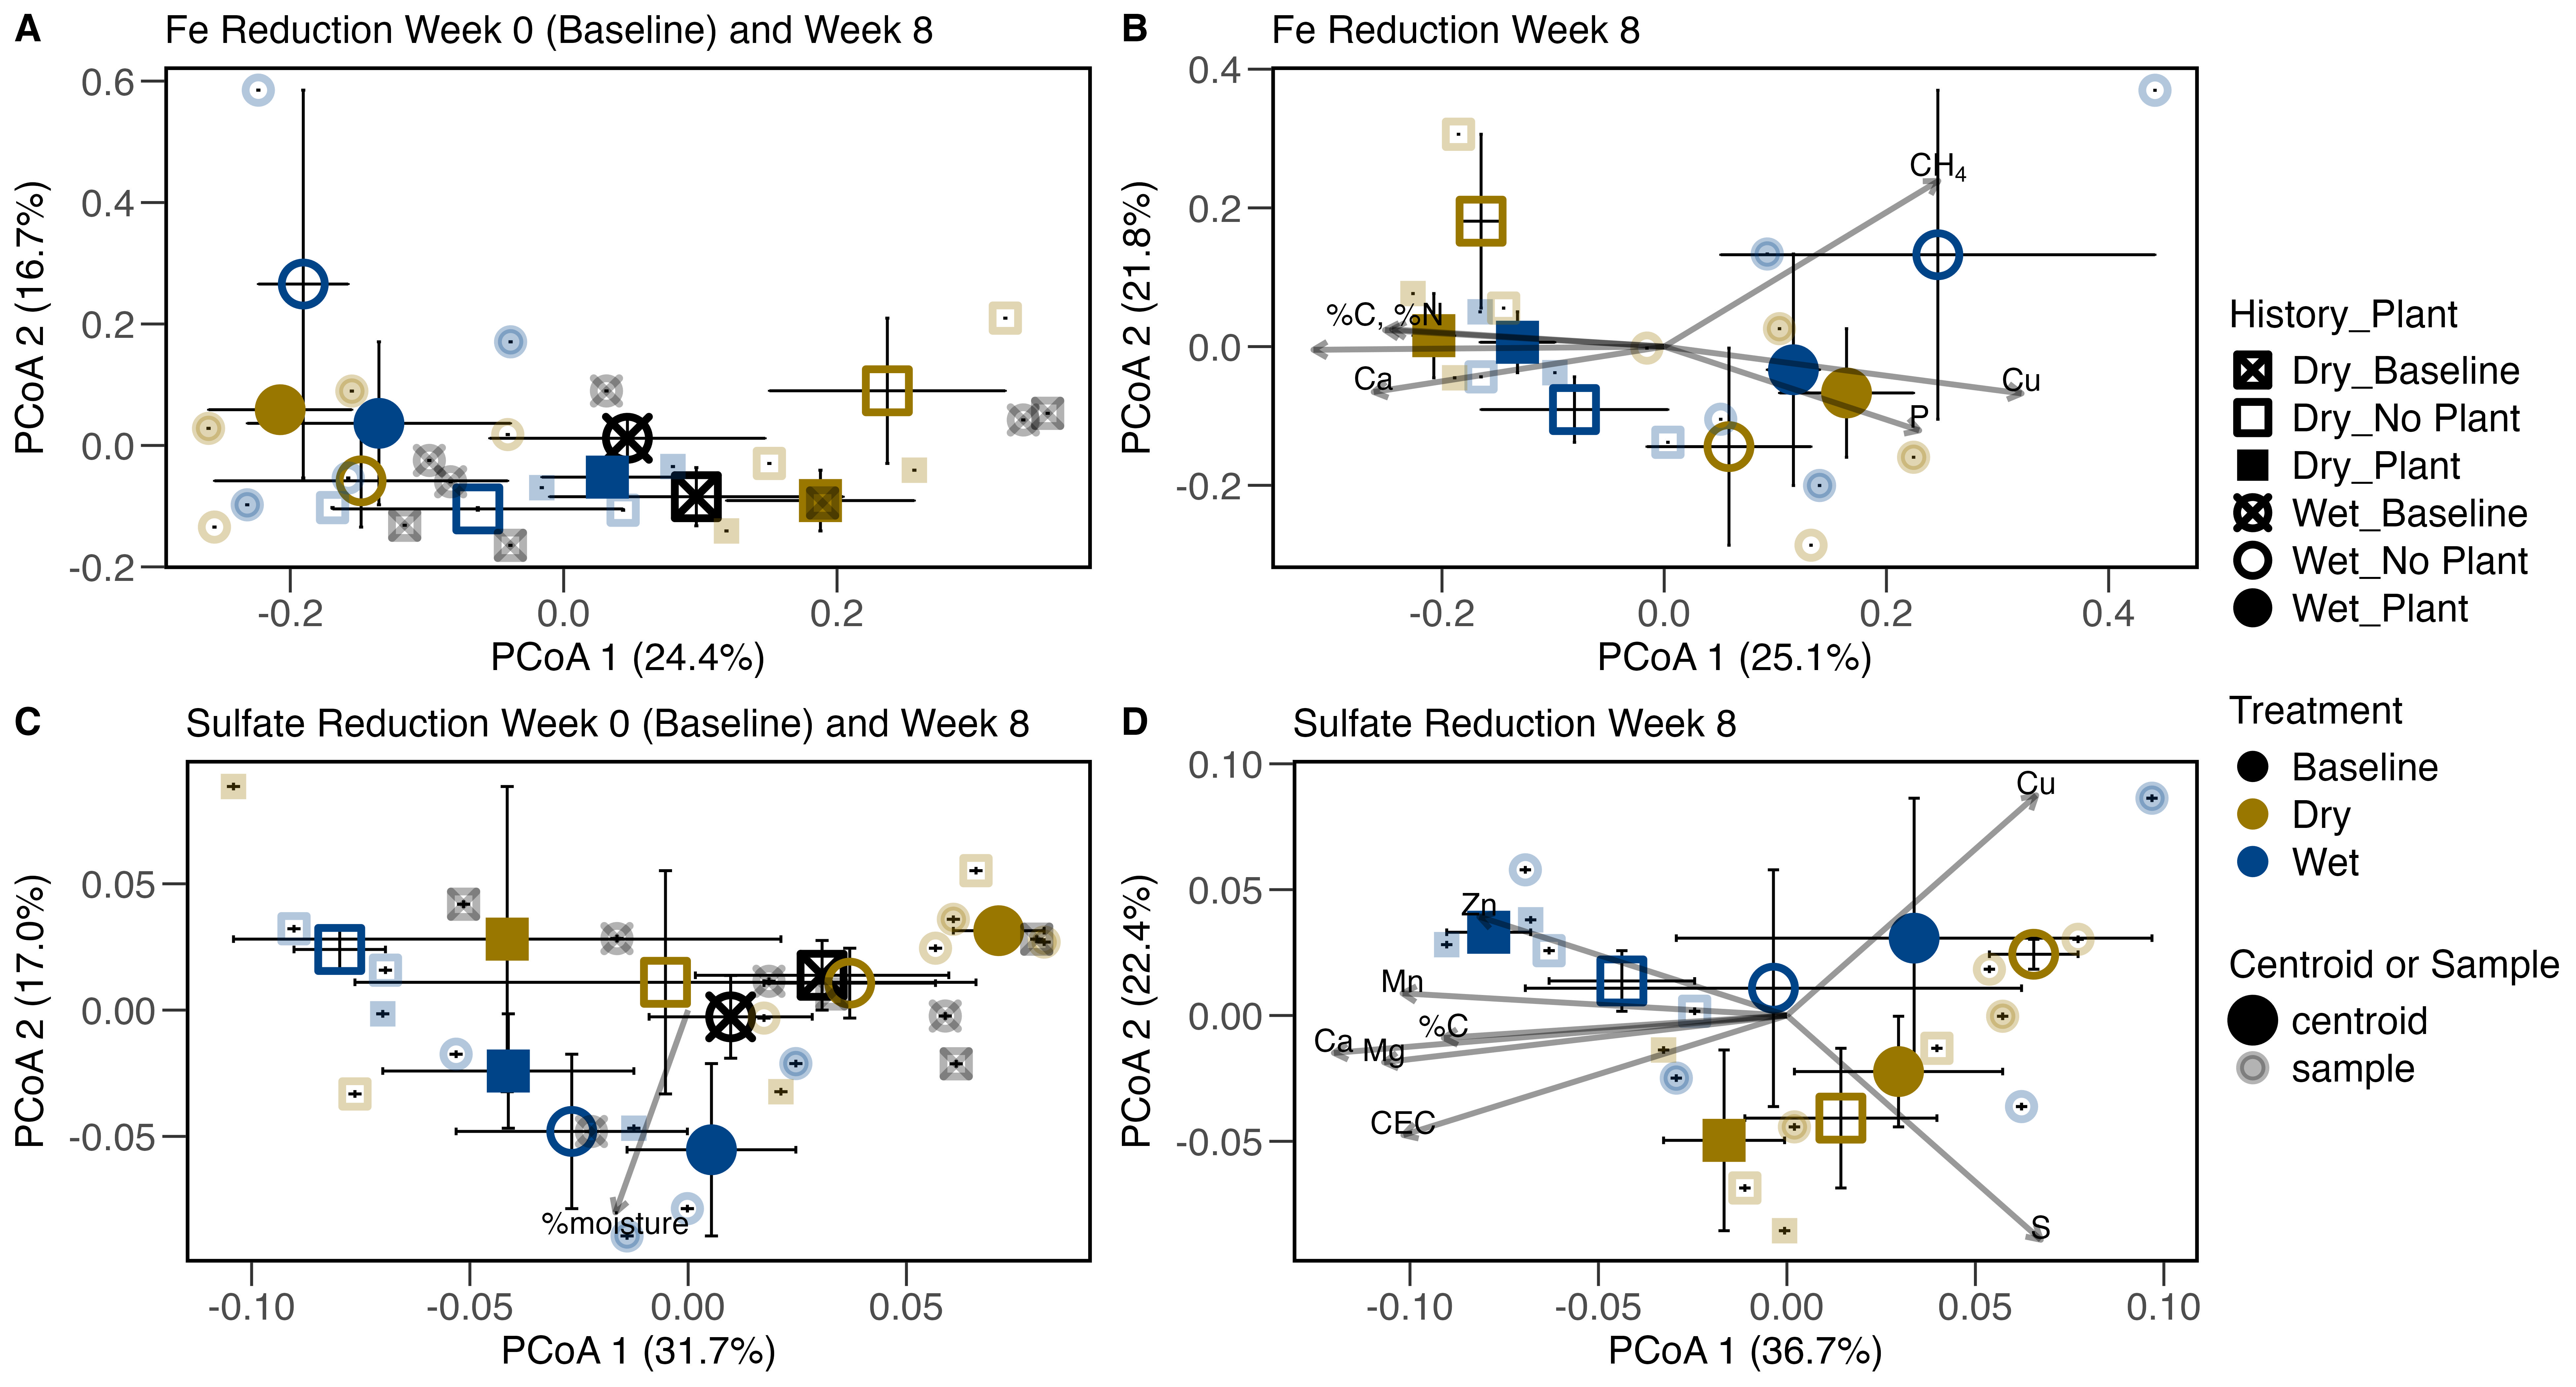 A
Fe Reduction Week 0 (Baseline) and Week 8
0.6
0.4
0.2
0.0
-0.2
PCoA 2 (16.7%)
-0.2
0.0
0.2
PCoA 1 (24.4%)
B
Fe Reduction Week 8
0.4
0.2
0.0
-0.2
PCoA 2 (21.8%)
CH4
%C, %N
Ca
Cu
P
-0.2
0.0
0.2
0.4
PCoA 1 (25.1%)
C
Sulfate Reduction Week 0 (Baseline) and Week 8
0.05
0.00
-0.05
PCoA 2 (17.0%)
%moisture
-0.10
-0.05
0.00
0.05
PCoA 1 (31.7%)
D
Sulfate Reduction Week 8
0.10
0.05
0.00
-0.05
PCoA 2 (22.4%)
Cu
Zn
Mn
%C
Ca
Mg
CEC
S
-0.10
-0.05
0.00
0.05
0.10
PCoA 1 (36.7%)
History_Plant
Dry_Baseline
Dry_No Plant
Dry_Plant
Wet_Baseline
Wet_No Plant
Wet_Plant
Treatment
Baseline
Dry
Wet
Centroid or Sample
centroid
sample